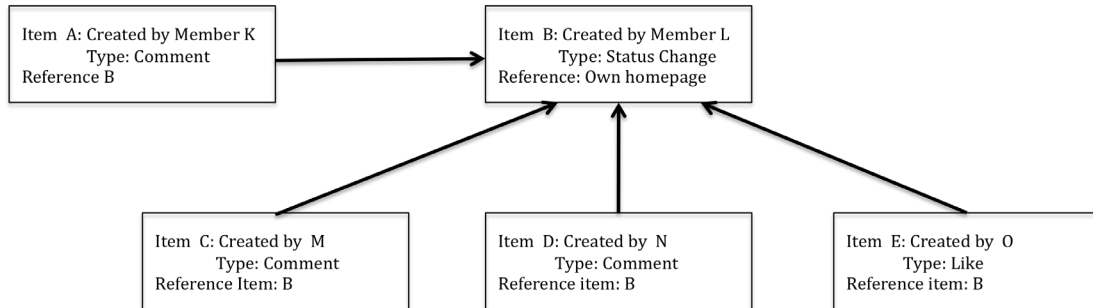 Item A: Created by Member K
Type: Comment
Reference B
Item B: Created by Member L
Type: Status Change
Reference: Own homepage
Item C: Created by M
Type: Comment
Reference Item: B
Item D: Created by N
Type: Comment
Reference item: B
Item E: Created by O
Type: Like
Reference item: B